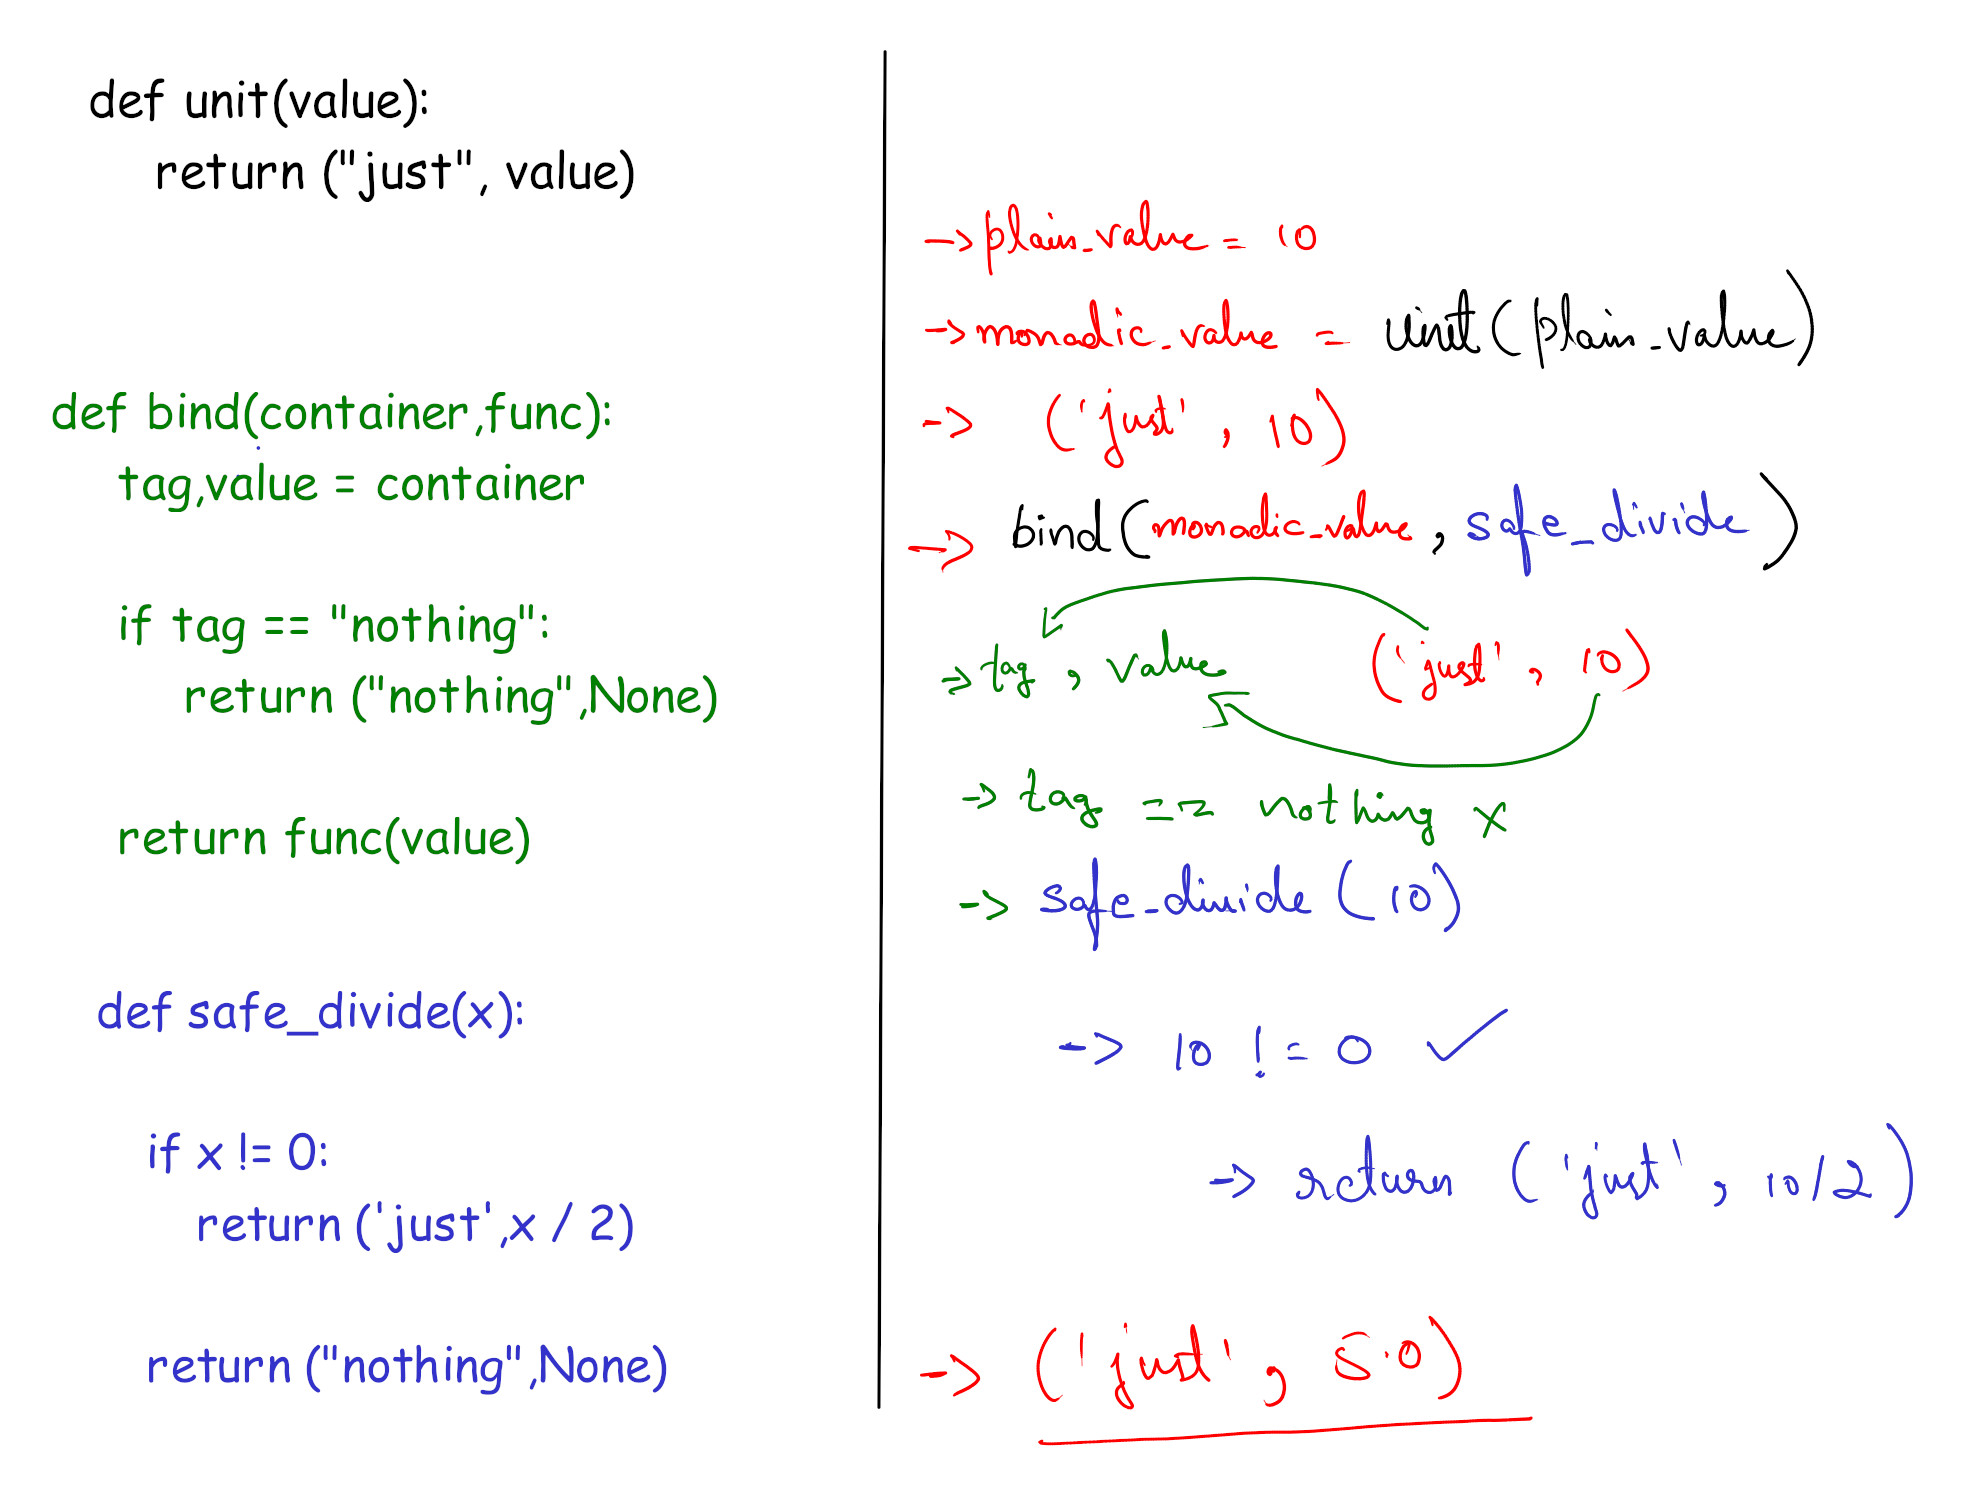 def unit(value):
return ("just", value)
def bind(container,func):
tag,value = container
if tag == "nothing":
return ("nothing",None)
return func(value)
def safe_divide(x):
if x != 0:
return ('just',x / 2)
return ("nothing",None)
-> plain_value = 10
-> monadic_value = unit(plain_value)
-> ('just', 10)
-> bind(monadic_value, safe_divide)
-> tag, value ('just', 10)
-> tag == nothing x
-> safe_divide(10)
-> 10 != 0 ✓
-> return ('just', 10/2)
-> ('just', 5.0)